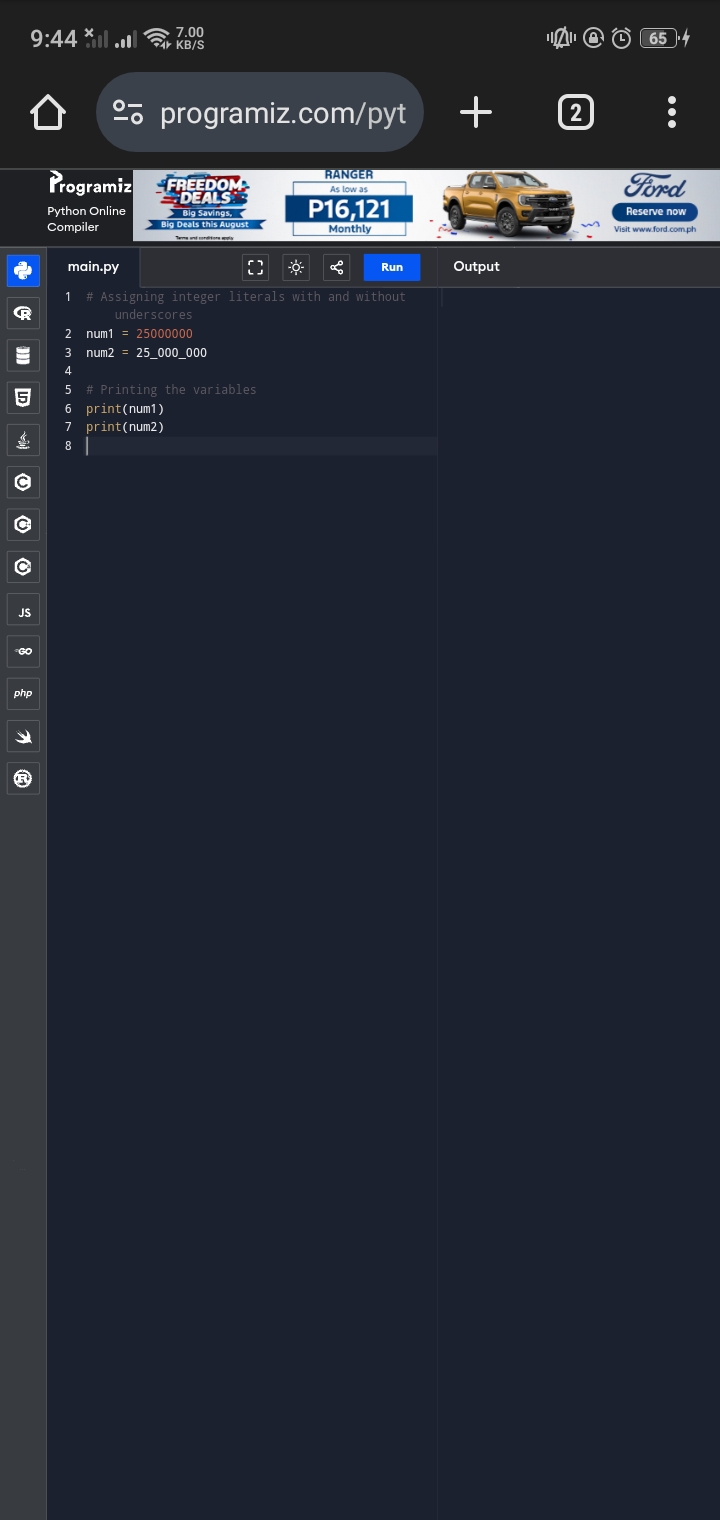 9:44
7.00
KB/S
65
programiz.com/pyt
2
Programiz
Python Online
Compiler
FREEDOM
DEALS
Big Savings,
Big Deals this August
Terms and conditions apply
RANGER
As low as
P16,121
Monthly
Ford
Reserve now
Visit www.ford.com.ph
main.py
Run
Output
1 # Assigning integer literals with and without
underscores
2 num1 = 25000000
3 num2 = 25_000_000
4
5 # Printing the variables
6 print(num1)
7 print(num2)
8
R
5
C
C
C
JS
GO
php
R